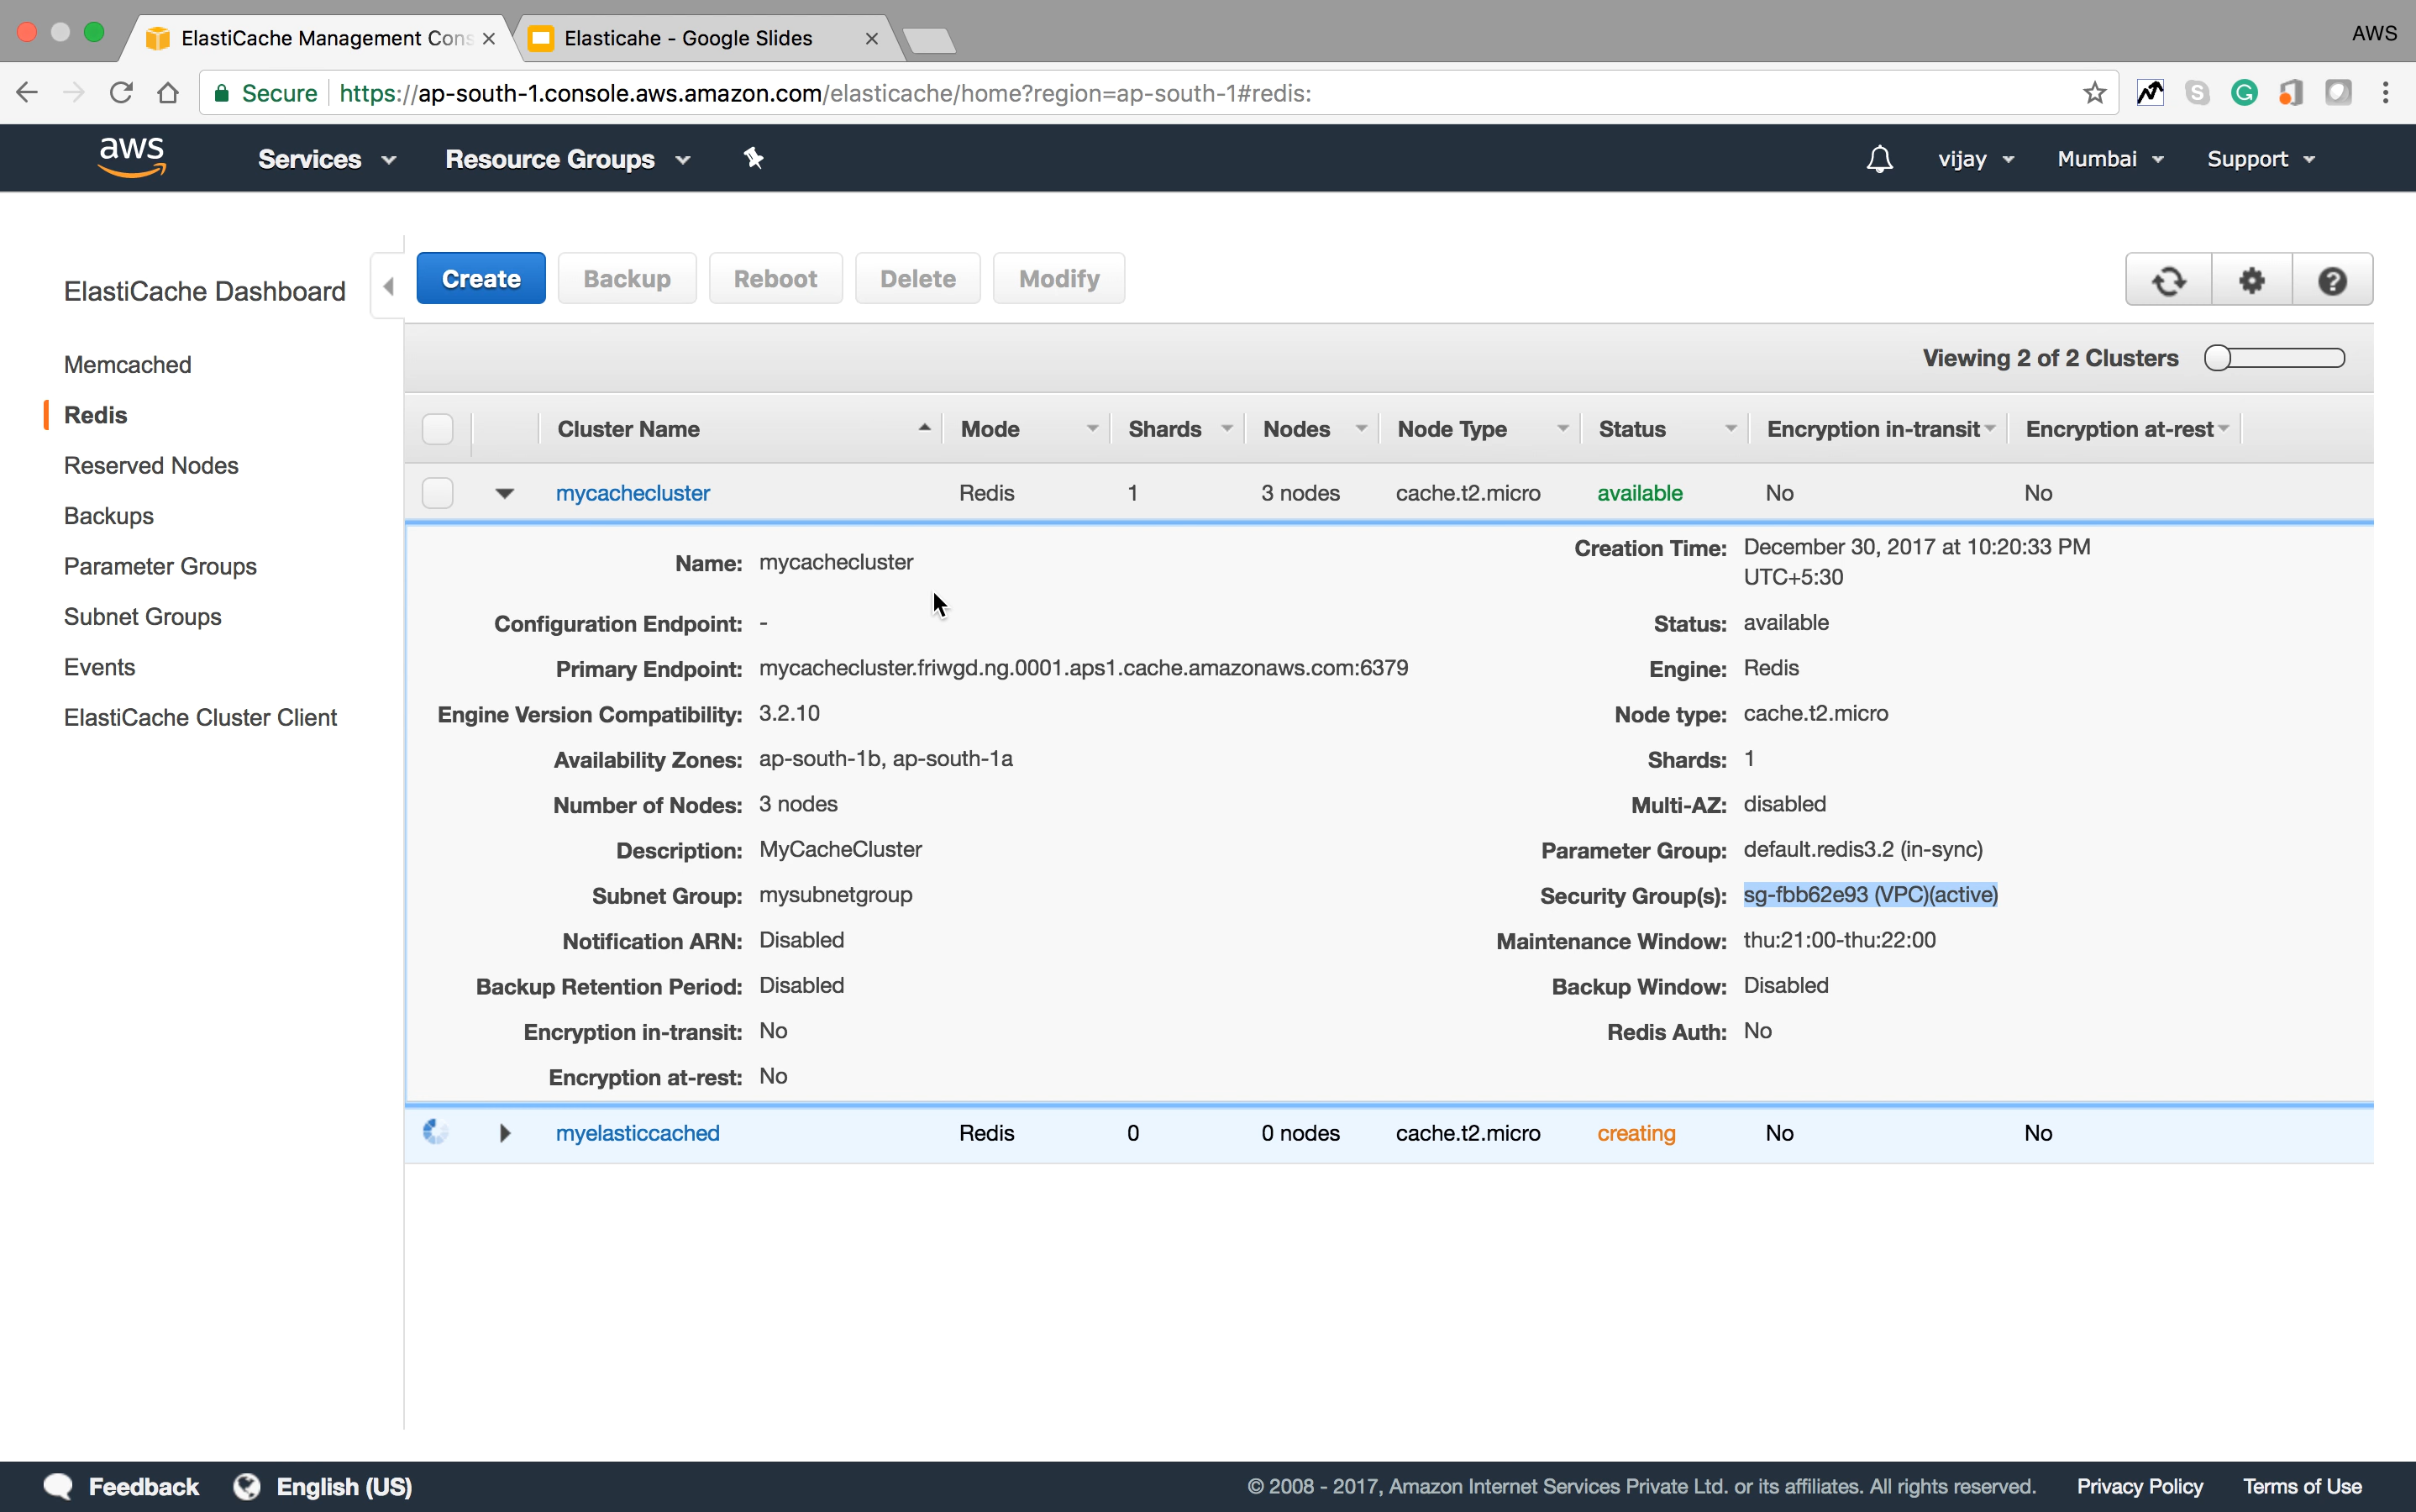 ElastiCache Management Cons
Elasticahe - Google Slides
AWS
Secure
https://ap-south-1.console.aws.amazon.com/elasticache/home?region=ap-south-1#redis:
aws
Services
Resource Groups
vijay
Mumbai
Support
ElastiCache Dashboard
Memcached
Redis
Reserved Nodes
Backups
Parameter Groups
Subnet Groups
Events
ElastiCache Cluster Client
Create Backup Reboot Delete Modify
Viewing 2 of 2 Clusters
Cluster Name Mode Shards Nodes Node Type Status Encryption in-transit Encryption at-rest
mycachecluster Redis 1 3 nodes cache.t2.micro available No No
Name: mycachecluster
Configuration Endpoint: -
Primary Endpoint: mycachecluster.friwgd.ng.0001.aps1.cache.amazonaws.com:6379
Engine Version Compatibility: 3.2.10
Availability Zones: ap-south-1b, ap-south-1a
Number of Nodes: 3 nodes
Description: MyCacheCluster
Subnet Group: mysubnetgroup
Notification ARN: Disabled
Backup Retention Period: Disabled
Encryption in-transit: No
Encryption at-rest: No
Creation Time: December 30, 2017 at 10:20:33 PM
UTC+5:30
Status: available
Engine: Redis
Node type: cache.t2.micro
Shards: 1
Multi-AZ: disabled
Parameter Group: default.redis3.2 (in-sync)
Security Group(s): sg-fbb62e93 (VPC)(active)
Maintenance Window: thu:21:00-thu:22:00
Backup Window: Disabled
Redis Auth: No
myelasticcached Redis 0 0 nodes cache.t2.micro creating No No
Feedback
English (US)
© 2008 - 2017, Amazon Internet Services Private Ltd. or its affiliates. All rights reserved.
Privacy Policy
Terms of Use